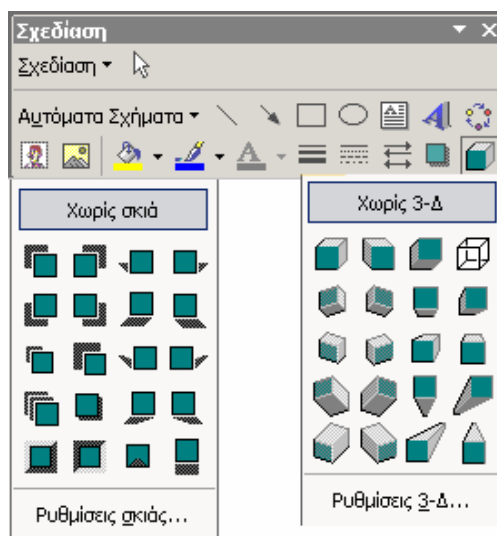 Σχεδίαση
Σχεδίαση
Αυτόματα Σχήματα
Χωρίς σκιά
Ρυθμίσεις σκιάς...
Χωρίς 3-Δ
Ρυθμίσεις 3-Δ...